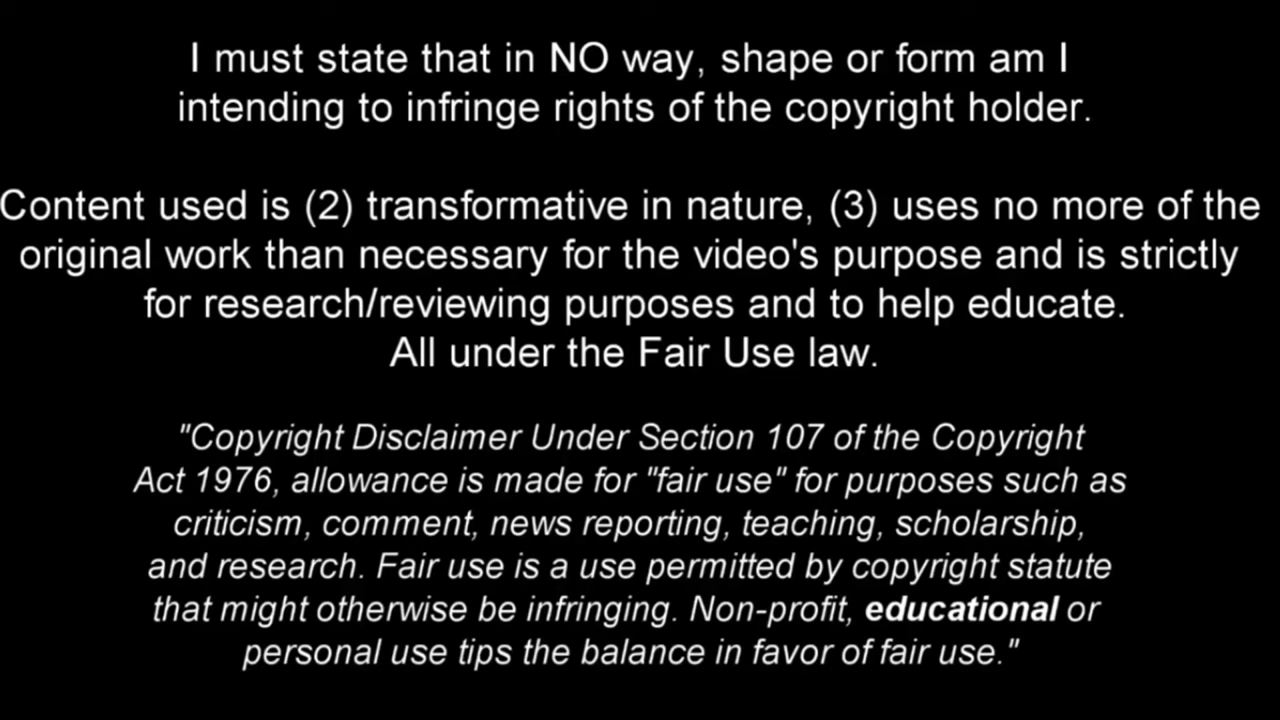 I must state that in NO way, shape or form am I
intending to infringe rights of the copyright holder.
Content used is (2) transformative in nature, (3) uses no more of the
original work than necessary for the video's purpose and is strictly
for research/reviewing purposes and to help educate.
All under the Fair Use law.
"Copyright Disclaimer Under Section 107 of the Copyright
Act 1976, allowance is made for "fair use" for purposes such as
criticism, comment, news reporting, teaching, scholarship,
and research. Fair use is a use permitted by copyright statute
that might otherwise be infringing. Non-profit, educational or
personal use tips the balance in favor of fair use."